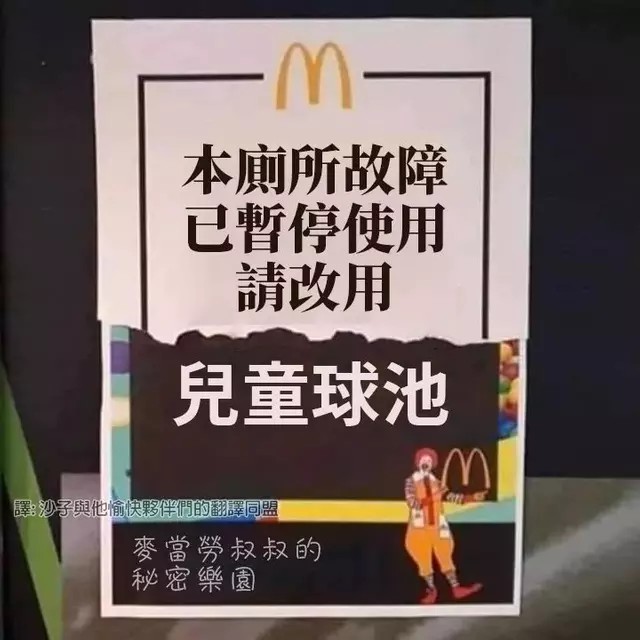 本廁所故障
已暫停使用
請改用
兒童球池
譯: 沙子與他愉快夥伴們的翻譯同盟
麥當勞叔叔的
秘密樂園